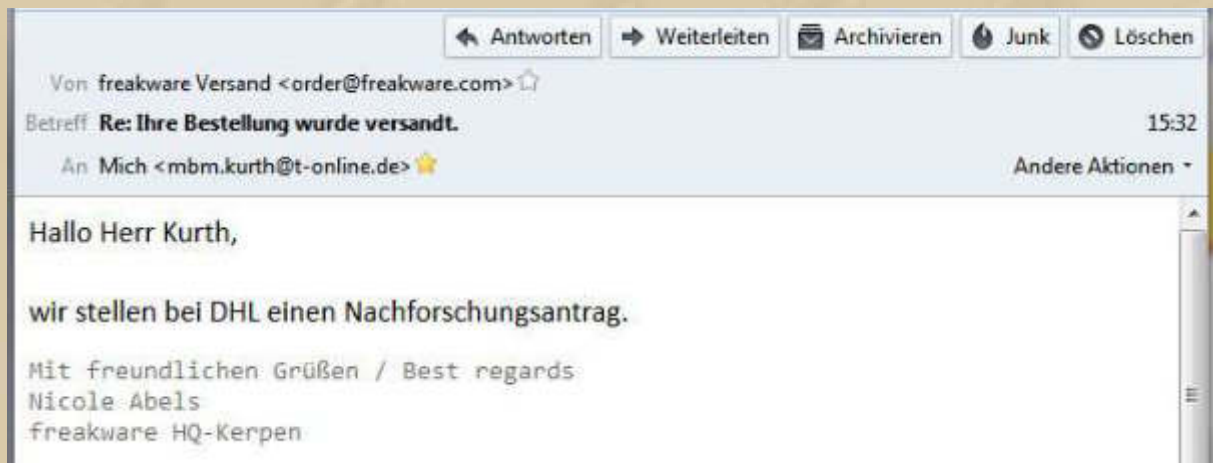 Antworten Weiterleiten Archivieren Junk Löschen
Von freakware Versand <order@freakware.com>
Betreff Re: Ihre Bestellung wurde versandt. 15:32
An Mich <mbm.kurth@t-online.de> Andere Aktionen
Hallo Herr Kurth,
wir stellen bei DHL einen Nachforschungsantrag.
Mit freundlichen Grüßen / Best regards
Nicole Abels
freakware HQ-Kerpen